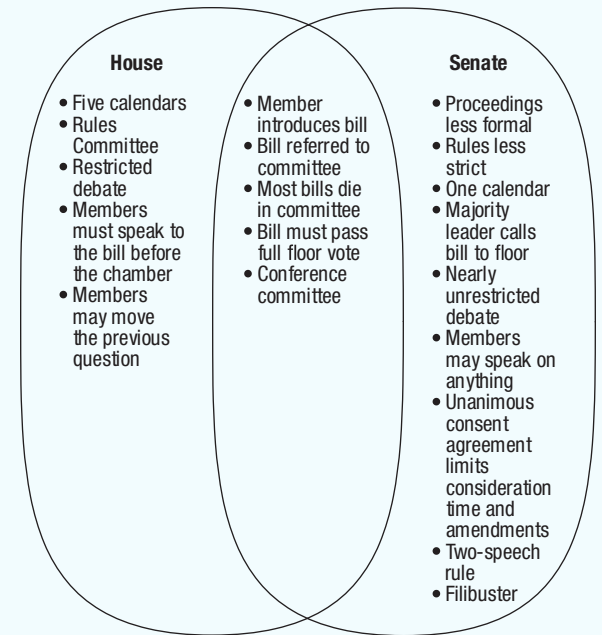 House
• Five calendars
• Rules
Committee
• Restricted
debate
• Members
must speak to
the bill before
the chamber
• Members
may move
the previous
question
• Member
introduces bill
• Bill referred to
committee
• Most bills die
in committee
• Bill must pass
full floor vote
• Conference
committee
Senate
• Proceedings
less formal
• Rules less
strict
• One calendar
• Majority
leader calls
bill to floor
• Nearly
unrestricted
debate
• Members
may speak on
anything
• Unanimous
consent
agreement
limits
consideration
time and
amendments
• Two-speech
rule
• Filibuster